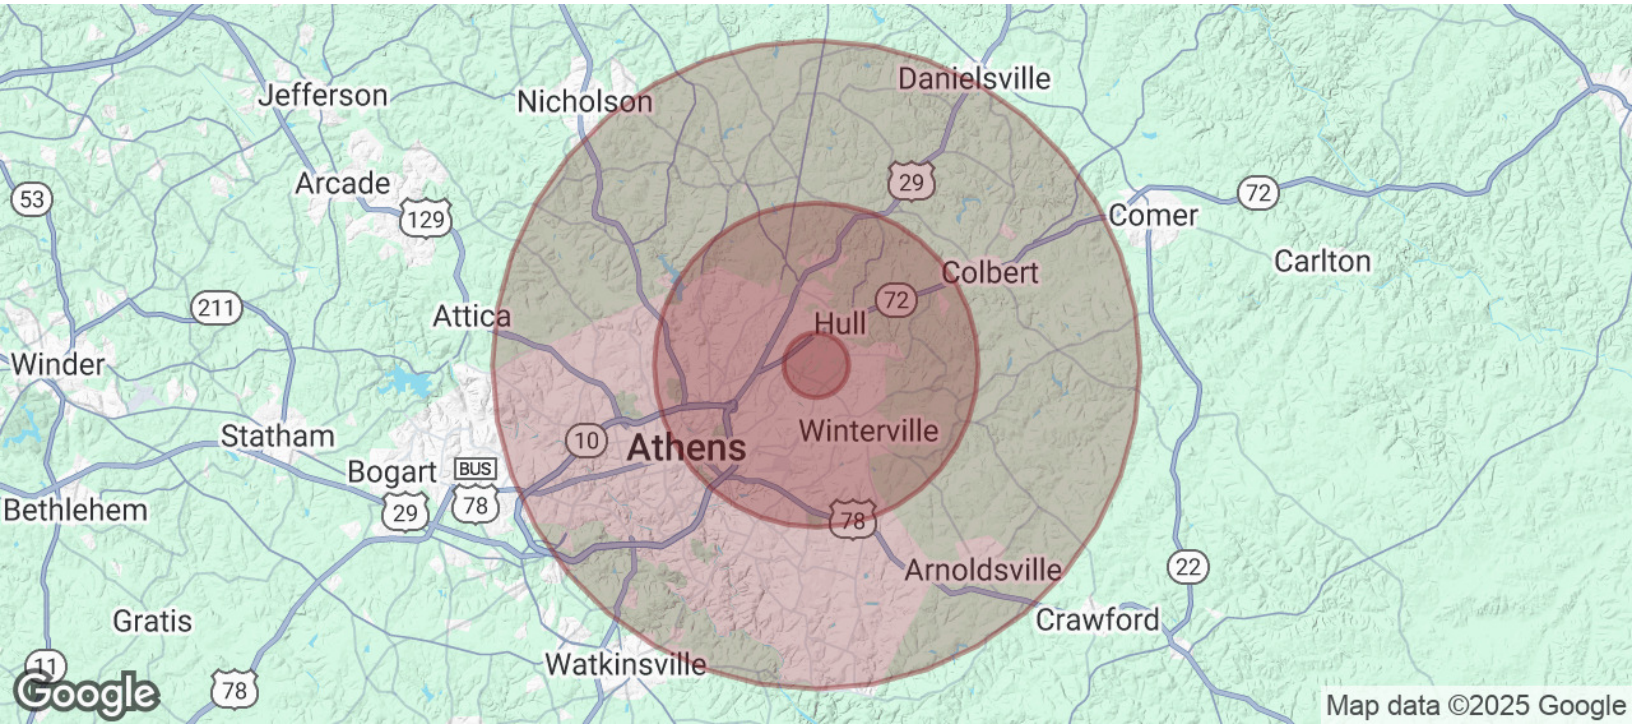 Danielsville
Jefferson
Nicholson
Arcade
29
53
72
129
Comer
Carlton
Colbert
72
211
Attica
Hull
Winder
Statham
10
Athens
Winterville
Bogart
BUS
78
29
Bethlehem
78
Arnoldsville
22
Gratis
Crawford
Watkinsville
11
78
Google
Map data ©2025 Google